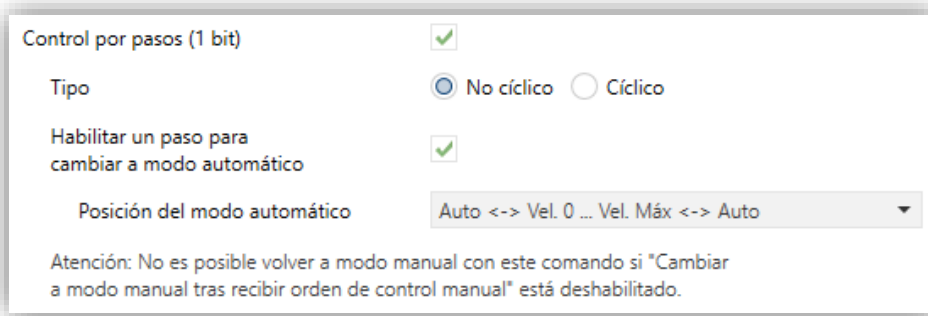 Control por pasos (1 bit)
Tipo No cíclico Cíclico
Habilitar un paso para
cambiar a modo automático
Posición del modo automático Auto <-> Vel. 0 ... Vel. Máx <-> Auto
Atención: No es posible volver a modo manual con este comando si "Cambiar
a modo manual tras recibir orden de control manual" está deshabilitado.